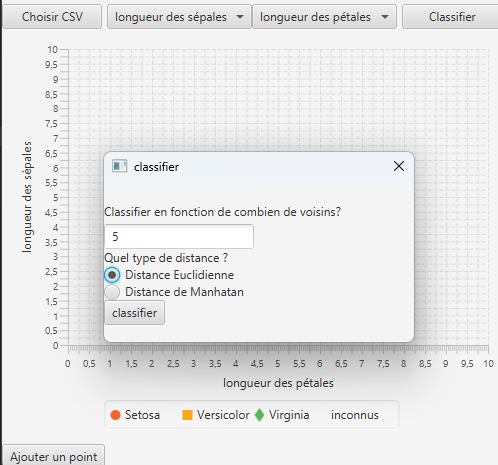 Choisir CSV
longueur des sépales
longueur des pétales
Classifier
10
9,5
9
8,5
8
7,5
7
6,5
6
5,5
5
4,5
4
3,5
3
2,5
2
1,5
1
0,5
0
longueur des sépales
classifier
Classifier en fonction de combien de voisins?
5
Quel type de distance ?
Distance Euclidienne
Distance de Manhatan
classifier
0 0,5 1 1,5 2 2,5 3 3,5 4 4,5 5 5,5 6 6,5 7 7,5 8 8,5 9 9,5 10
longueur des pétales
Setosa Versicolor Virginia inconnus
Ajouter un point